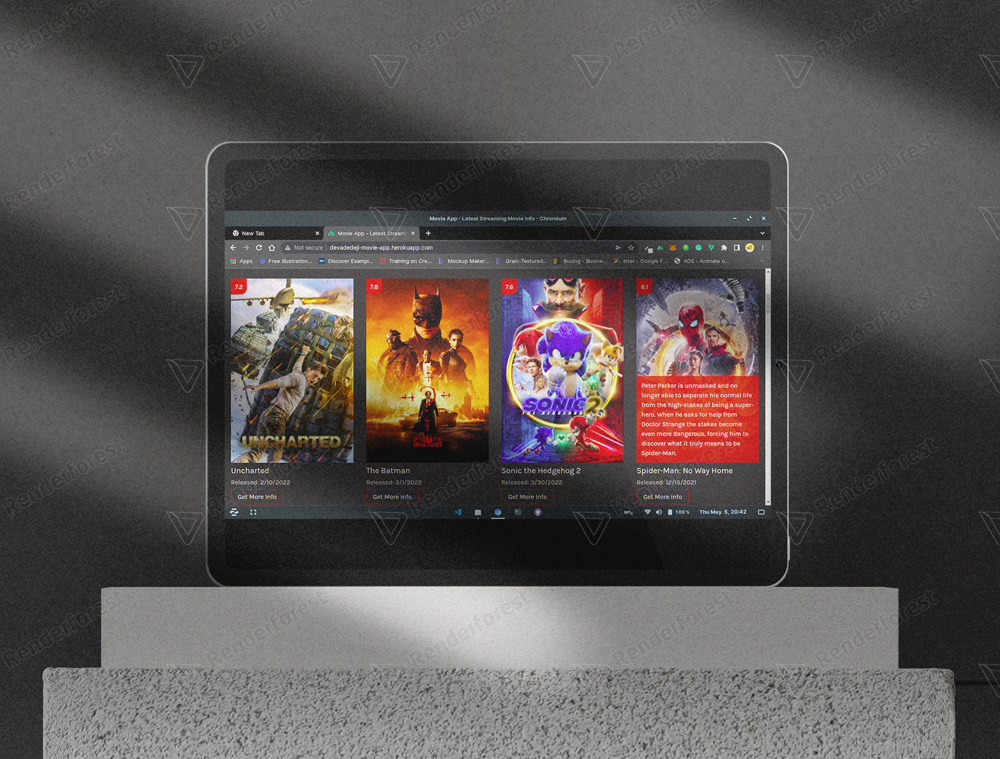 Movie App - Latest Streaming Movie Info - Chromium
New Tab
Movie App - Latest Stream
Not secure
devadedeji-movie-app.herokuapp.com
Apps
Free Illustration...
Discover Exampl...
Training on Cre...
Mockup Maker...
Grain-Textured...
Busing - Busine...
Inter - Google F...
AOS - Animate o...
7.2
7.8
7.6
8.1
UNCHARTED
THE BATMAN
SONIC 2
THE HEDGEHOG
Peter Parker is unmasked and no
longer able to separate his normal life
from the high-stakes of being a super-
hero. When he asks for help from
Doctor Strange the stakes become
even more dangerous, forcing him to
discover what it truly means to be
Spider-Man.
Uncharted
Released: 2/10/2022
Get More Info
The Batman
Released: 3/1/2022
Get More Info
Sonic the Hedgehog 2
Released: 3/30/2022
Get More Info
Spider-Man: No Way Home
Released: 12/15/2021
Get More Info
100 %
Thu May 5, 20:42
Renderforest